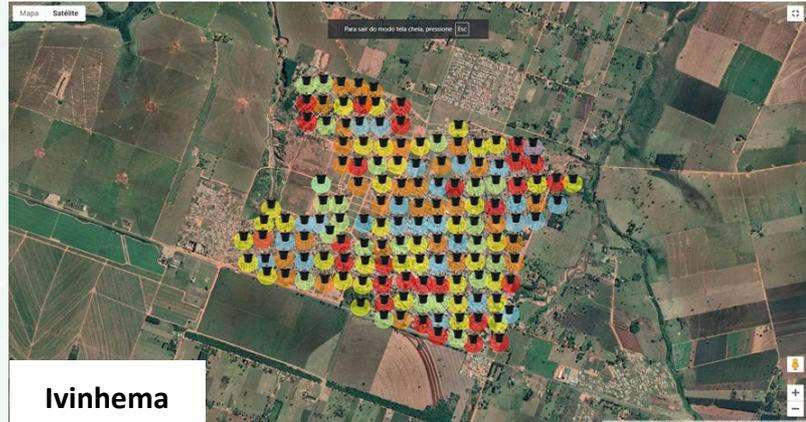 Mapa Satélite
Para sair do modo tela cheia, pressione Esc
Ivinhema